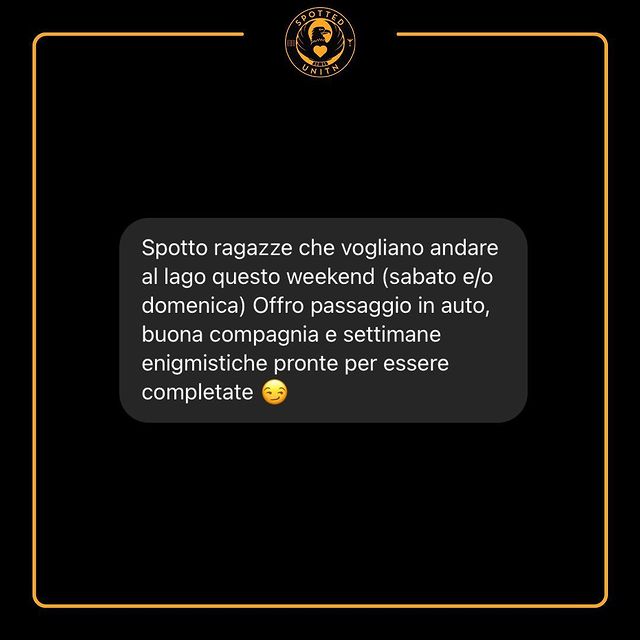 SPOTTED
UNITN
Spotto ragazze che vogliano andare
al lago questo weekend (sabato e/o
domenica) Offro passaggio in auto,
buona compagnia e settimane
enigmistiche pronte per essere
completate 😏